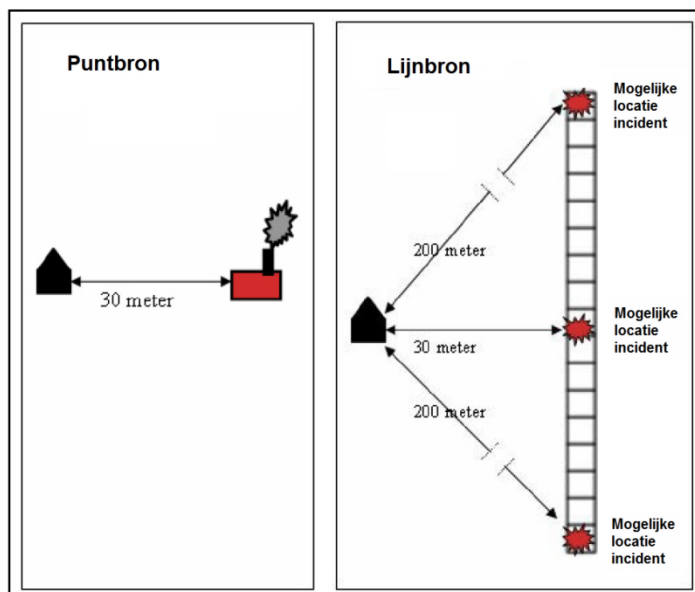 Puntbron
30 meter
Lijnbron
Mogelijke
locatie
incident
200 meter
30 meter
Mogelijke
locatie
incident
200 meter
Mogelijke
locatie
incident